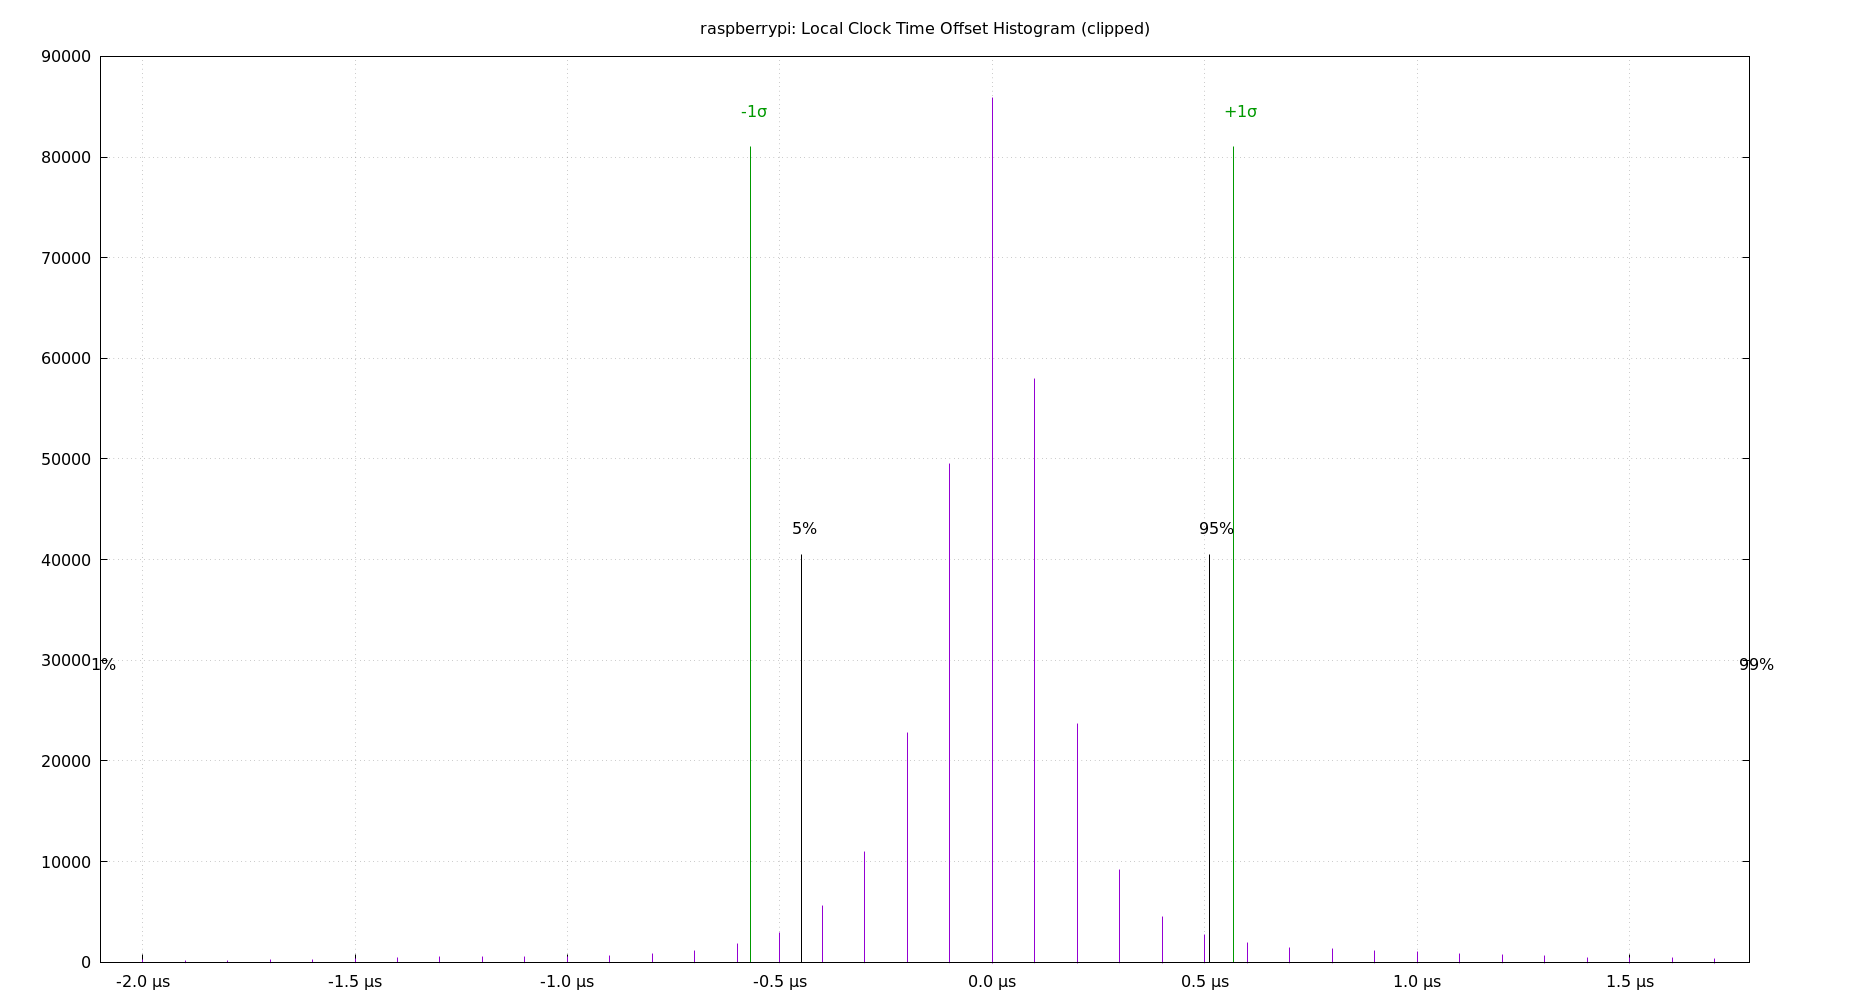 raspberrypi: Local Clock Time Offset Histogram (clipped)
90000
-1σ +1σ
80000
70000
60000
50000
5% 95%
40000
30000 1% 99%
20000
10000
0
-2.0 µs -1.5 µs -1.0 µs -0.5 µs 0.0 µs 0.5 µs 1.0 µs 1.5 µs